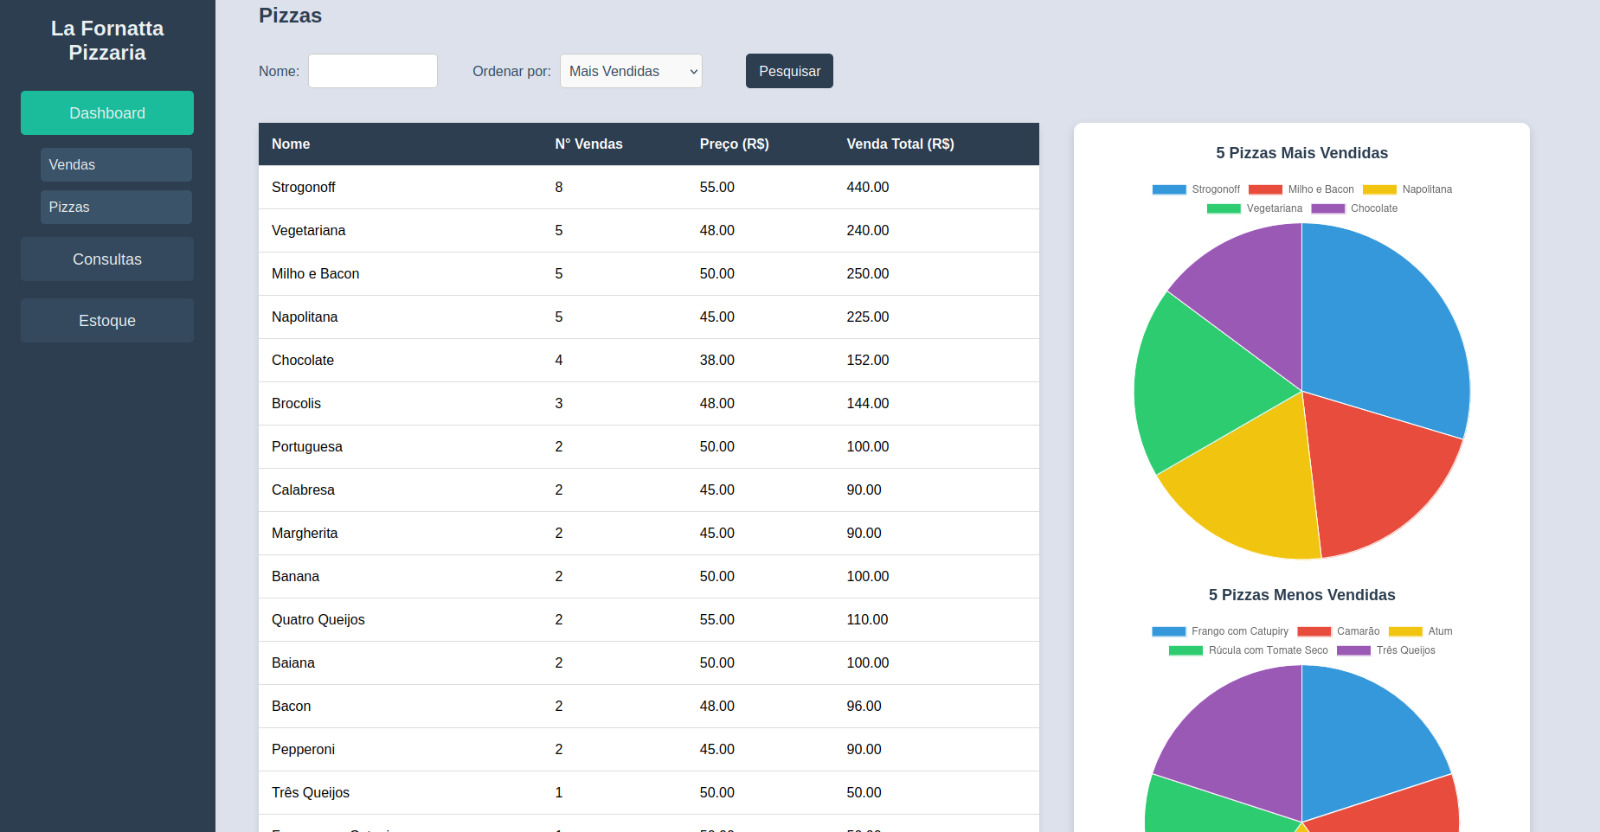 La Fornatta
Pizzaria
Dashboard
Vendas
Pizzas
Consultas
Estoque
Pizzas
Nome:
Ordenar por: Mais Vendidas
Pesquisar
Nome N° Vendas Preço (R$) Venda Total (R$)
Strogonoff 8 55.00 440.00
Vegetariana 5 48.00 240.00
Milho e Bacon 5 50.00 250.00
Napolitana 5 45.00 225.00
Chocolate 4 38.00 152.00
Brocolis 3 48.00 144.00
Portuguesa 2 50.00 100.00
Calabresa 2 45.00 90.00
Margherita 2 45.00 90.00
Banana 2 50.00 100.00
Quatro Queijos 2 55.00 110.00
Baiana 2 50.00 100.00
Bacon 2 48.00 96.00
Pepperoni 2 45.00 90.00
Três Queijos 1 50.00 50.00
5 Pizzas Mais Vendidas
Strogonoff Milho e Bacon Napolitana
Vegetariana Chocolate
5 Pizzas Menos Vendidas
Frango com Catupiry Camarão Atum
Rúcula com Tomate Seco Três Queijos